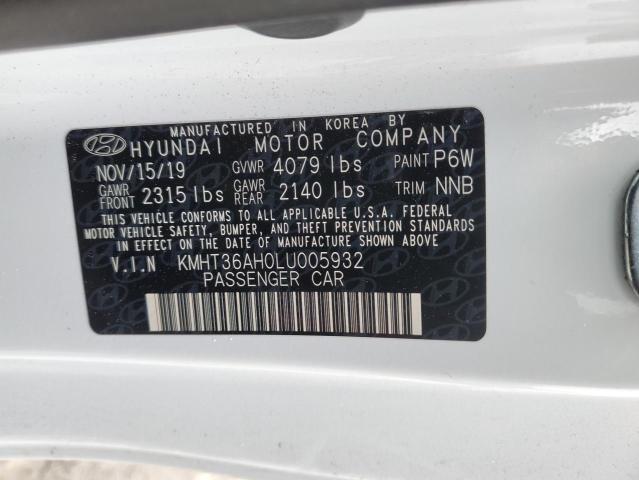 MANUFACTURED IN KOREA BY
HYUNDAI MOTOR COMPANY
NOV/15/19 GVWR 4079 lbs PAINT P6W
GAWR FRONT 2315 lbs GAWR REAR 2140 lbs TRIM NNB
THIS VEHICLE CONFORMS TO ALL APPLICABLE U.S.A. FEDERAL
MOTOR VEHICLE SAFETY, BUMPER, AND THEFT PREVENTION STANDARDS
IN EFFECT ON THE DATE OF MANUFACTURE SHOWN ABOVE.
V.I.N KMHT36AH0LU005932
PASSENGER CAR